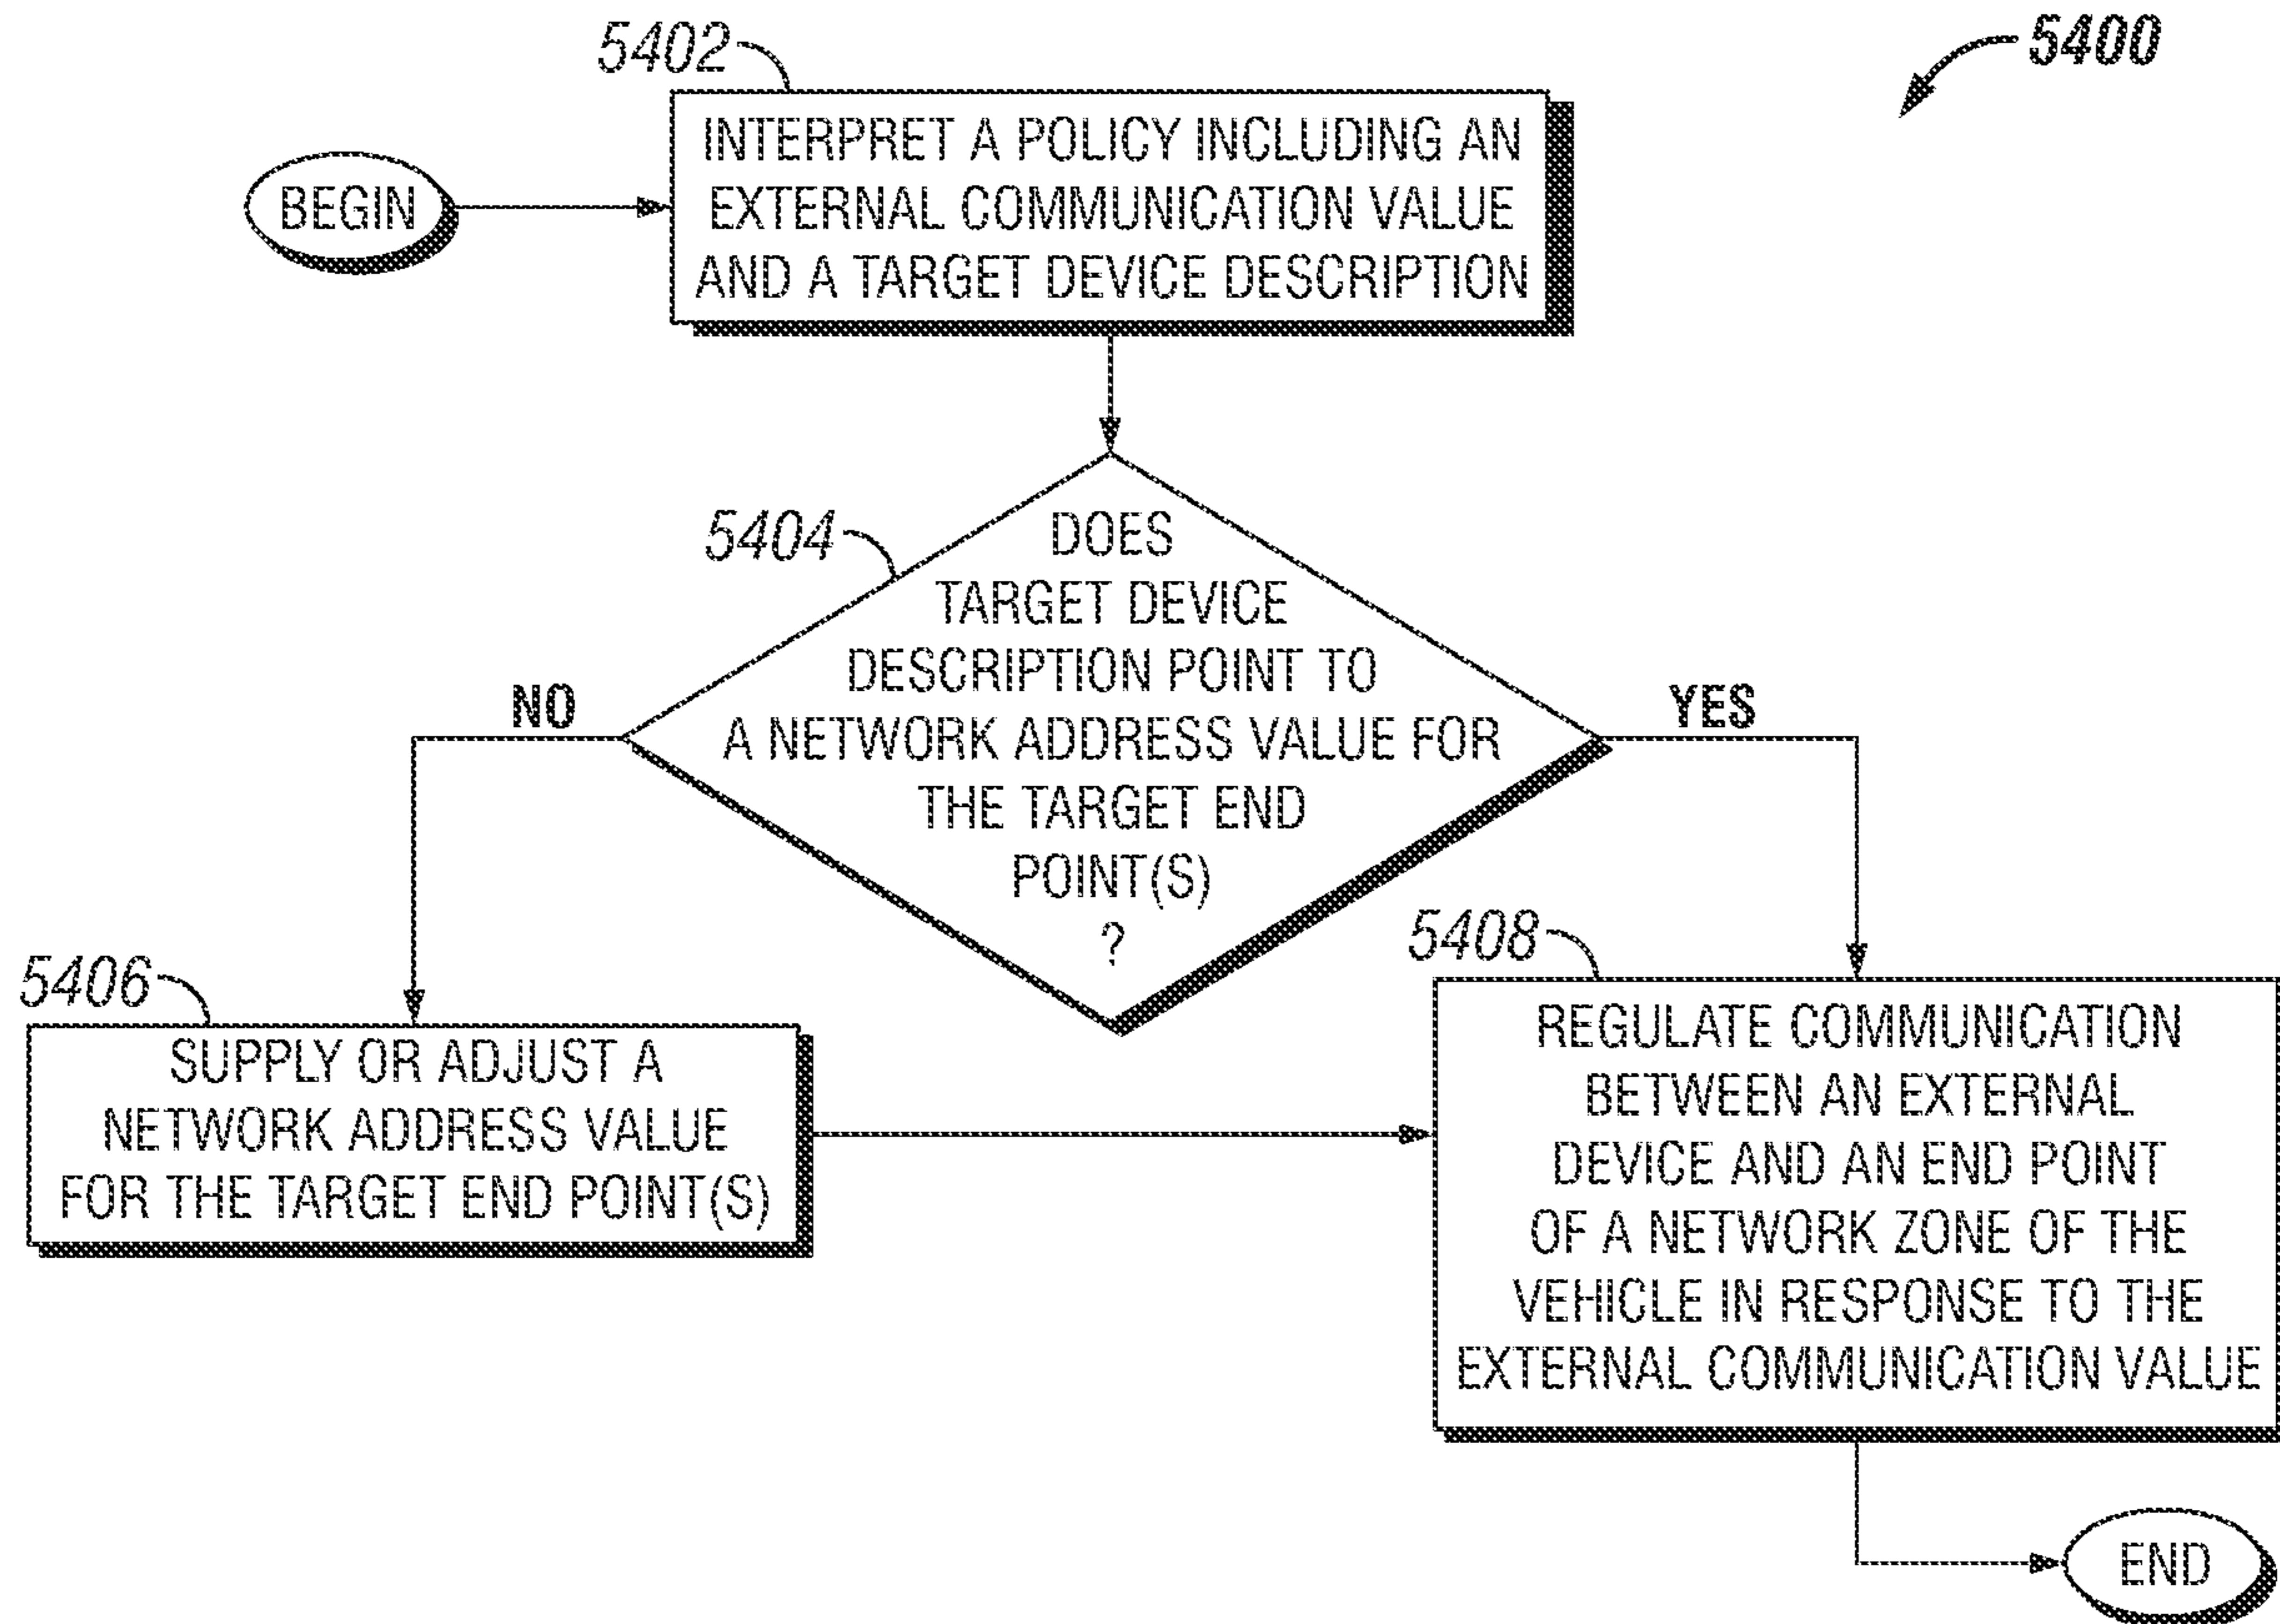 5400
5402
BEGIN
INTERPRET A POLICY INCLUDING AN
EXTERNAL COMMUNICATION VALUE
AND A TARGET DEVICE DESCRIPTION
5404
DOES
TARGET DEVICE
DESCRIPTION POINT TO
A NETWORK ADDRESS VALUE FOR
THE TARGET END
POINT(S)
?
NO
YES
5406
SUPPLY OR ADJUST A
NETWORK ADDRESS VALUE
FOR THE TARGET END POINT(S)
5408
REGULATE COMMUNICATION
BETWEEN AN EXTERNAL
DEVICE AND AN END POINT
OF A NETWORK ZONE OF THE
VEHICLE IN RESPONSE TO THE
EXTERNAL COMMUNICATION VALUE
END